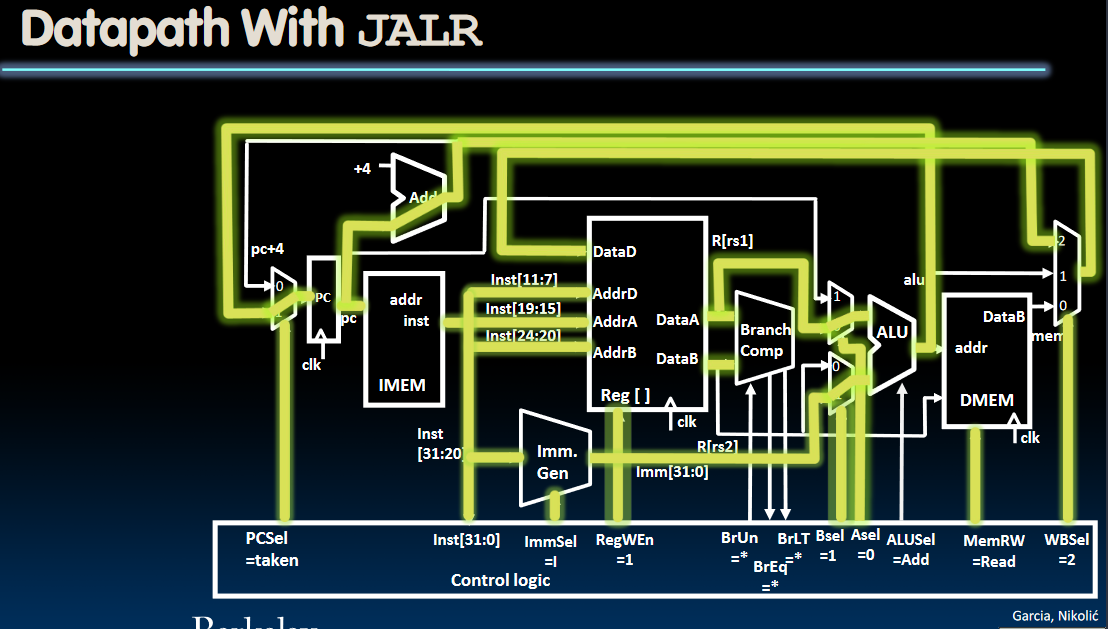 Datapath With JALR
+4
Add
pc+4
0
1
PC
pc
clk
addr
inst
IMEM
Inst[11:7]
Inst[19:15]
Inst[24:20]
Inst
[31:20]
DataD
AddrD
AddrA
AddrB
DataA
DataB
Reg [ ]
clk
Imm.
Gen
Imm[31:0]
R[rs1]
R[rs2]
Branch
Comp
1
0
0
ALU
alu
DataB
addr
DMEM
clk
mem
2
1
0
PCSel
=taken
Inst[31:0]
ImmSel
=I
RegWEn
=1
BrUn
=*
BrEq
=*
BrLT
=*
Bsel
=1
Asel
=0
ALUSel
=Add
MemRW
=Read
WBSel
=2
Control logic
Garcia, Nikolić